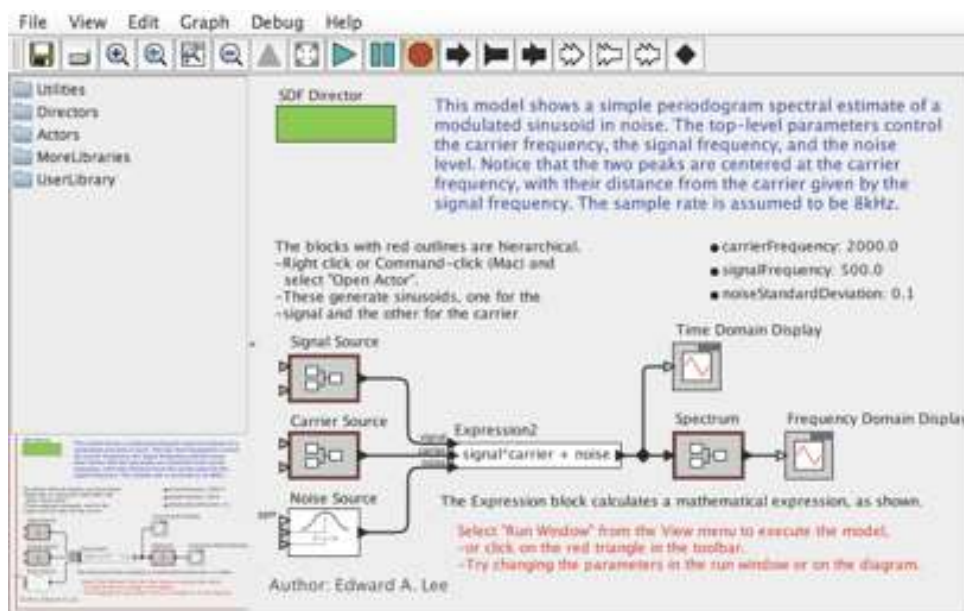 File View Edit Graph Debug Help
Utilities
Directors
Actors
MoreLibraries
UserLibrary
SDF Director
This model shows a simple periodogram spectral estimate of a
modulated sinusoid in noise. The top-level parameters control
the carrier frequency, the signal frequency, and the noise
level. Notice that the two peaks are centered at the carrier
frequency, with their distance from the carrier given by the
signal frequency. The sample rate is assumed to be 8kHz.
The blocks with red outlines are hierarchical.
-Right click or Command-click (Mac) and
select "Open Actor".
-These generate sinusoids, one for the
-signal and the other for the carrier
carrierFrequency: 2000.0
signalFrequency: 500.0
noiseStandardDeviation: 0.1
Time Domain Display
Signal Source
Carrier Source
Expression2
signal*carrier + noise
Spectrum
Frequency Domain Display
Noise Source
The Expression block calculates a mathematical expression, as shown.
Select "Run Window" from the View menu to execute the model,
-or click on the red triangle in the toolbar.
-Try changing the parameters in the run window or on the diagram.
Author: Edward A. Lee